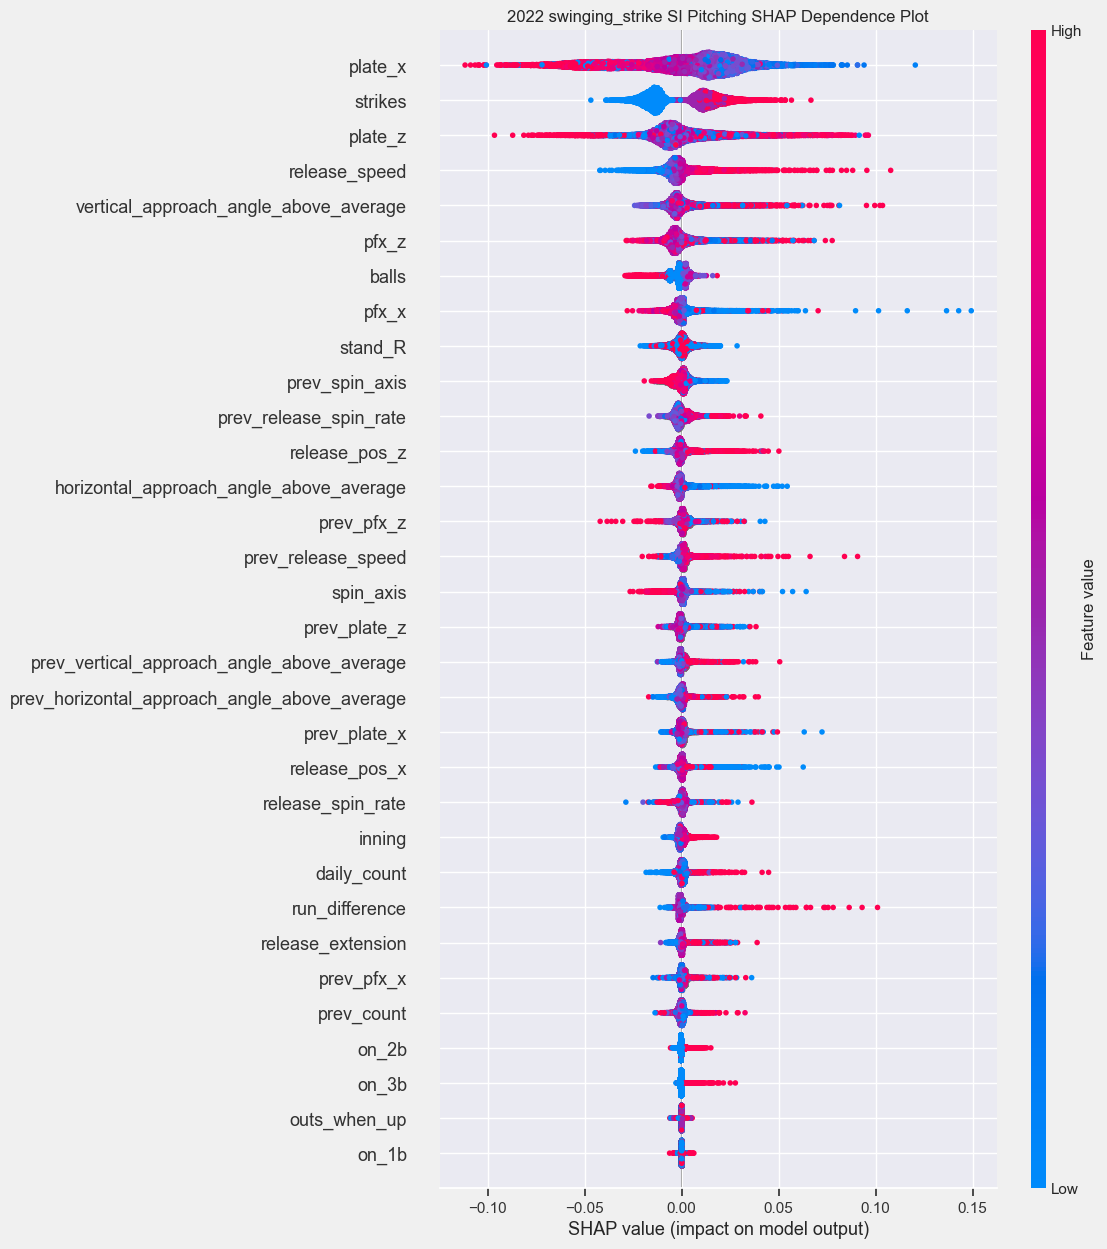 2022 swinging_strike SI Pitching SHAP Dependence Plot
High
plate_x
strikes
plate_z
release_speed
vertical_approach_angle_above_average
pfx_z
balls
pfx_x
stand_R
prev_spin_axis
prev_release_spin_rate
release_pos_z
horizontal_approach_angle_above_average
prev_pfx_z
prev_release_speed
spin_axis
prev_plate_z
prev_vertical_approach_angle_above_average
prev_horizontal_approach_angle_above_average
prev_plate_x
release_pos_x
release_spin_rate
inning
daily_count
run_difference
release_extension
prev_pfx_x
prev_count
on_2b
on_3b
outs_when_up
on_1b
Feature value
Low
−0.10 −0.05 0.00 0.05 0.10 0.15
SHAP value (impact on model output)